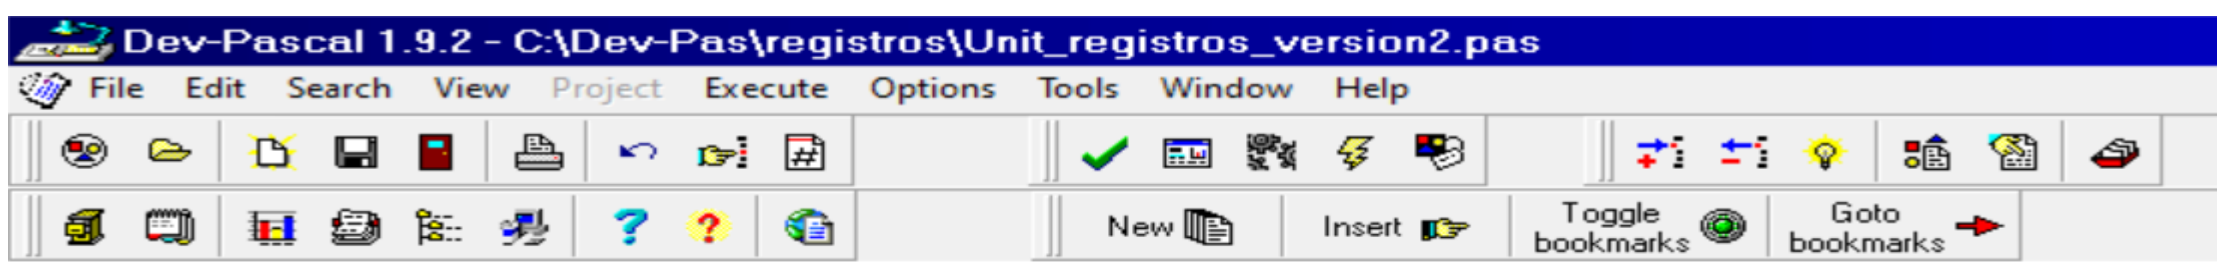 Dev-Pascal 1.9.2 - C:\Dev-Pas\registros\Unit_registros_version2.pas
File Edit Search View Project Execute Options Tools Window Help
#
? ? New Insert Toggle bookmarks Goto bookmarks